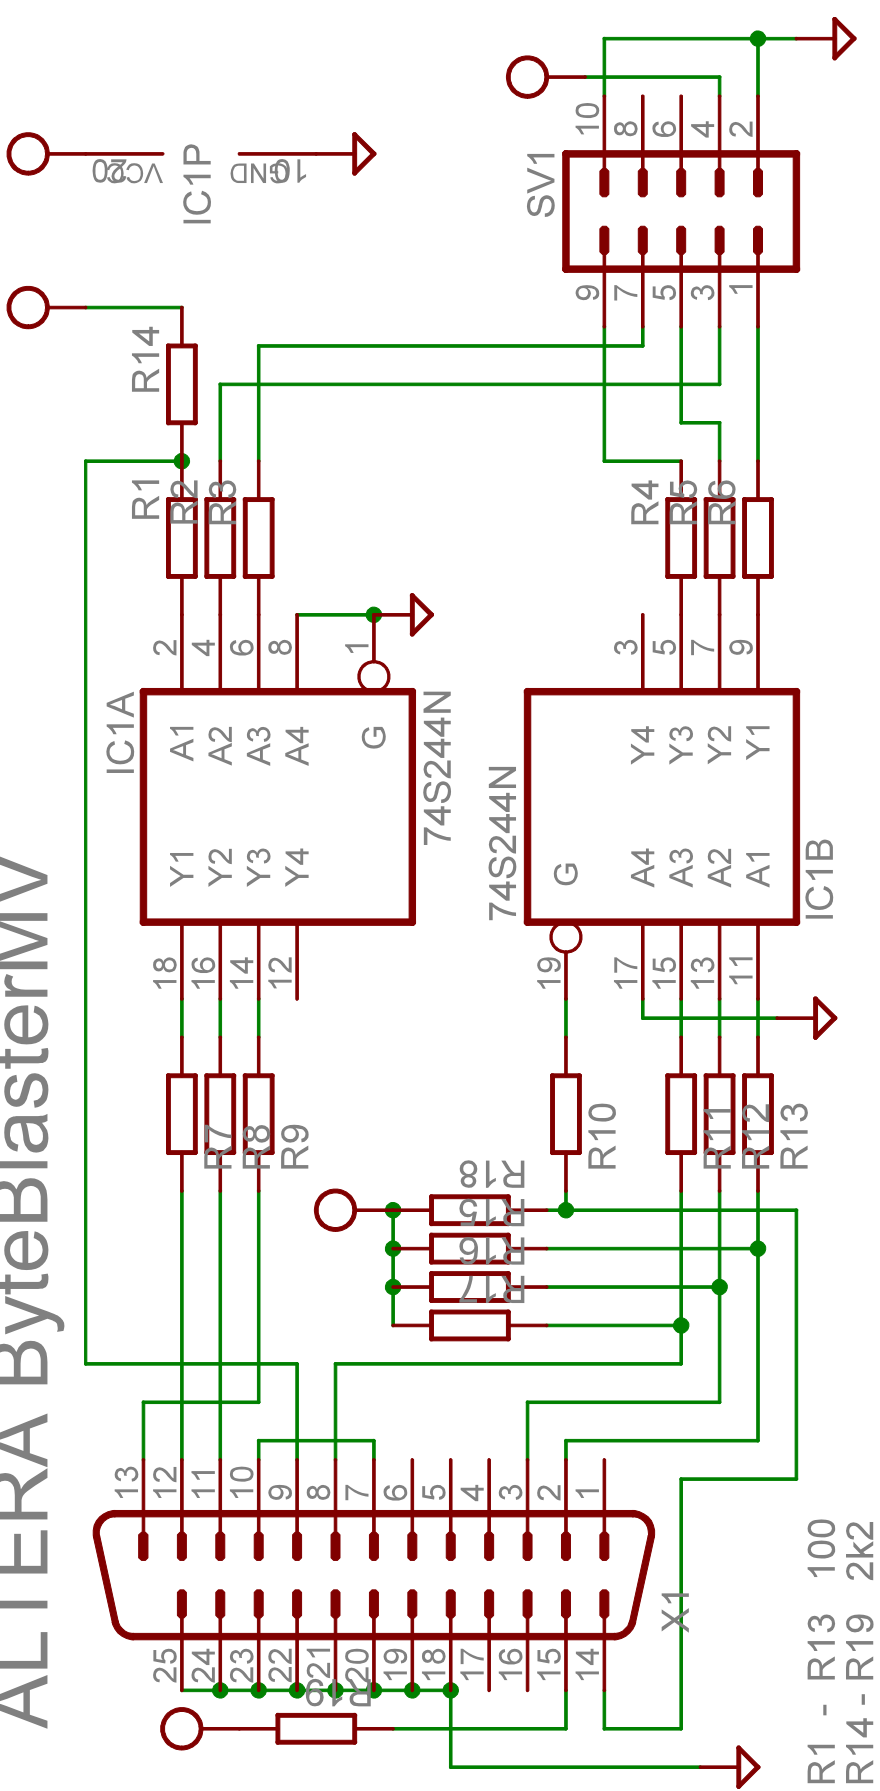 ALTERA ByteBlasterMV
VCC
20
IC1P
GND
10
R14
R1
R2
R3
IC1A
2
4
6
8
1
A1
A2
A3
A4
G
Y1
Y2
Y3
Y4
18
16
14
12
74S244N
R7
R8
R9
SV1
10
8
6
4
2
9
7
5
3
1
R4
R5
R6
74S244N
3
5
7
9
Y4
Y3
Y2
Y1
G
A4
A3
A2
A1
19
17
15
13
11
IC1B
R10
R11
R12
R13
R18
R15
R16
R17
13
12
11
10
9
8
7
6
5
4
3
2
1
25
24
23
22
21
20
19
18
17
16
15
14
X1
R19
R1 - R13 100
R14 - R19 2k2